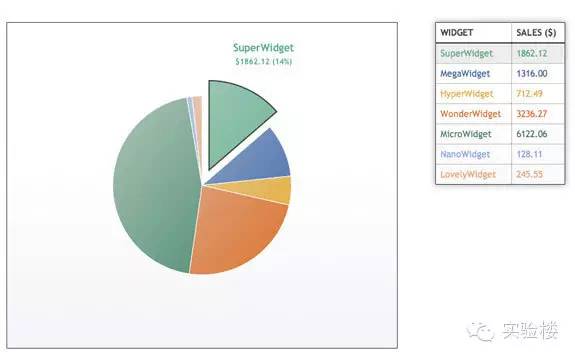 SuperWidget
$1862.12 (14%)
WIDGET SALES ($)
SuperWidget 1862.12
MegaWidget 1316.00
HyperWidget 712.49
WonderWidget 3236.27
MicroWidget 6122.06
NanoWidget 128.11
LovelyWidget 245.55
实验楼